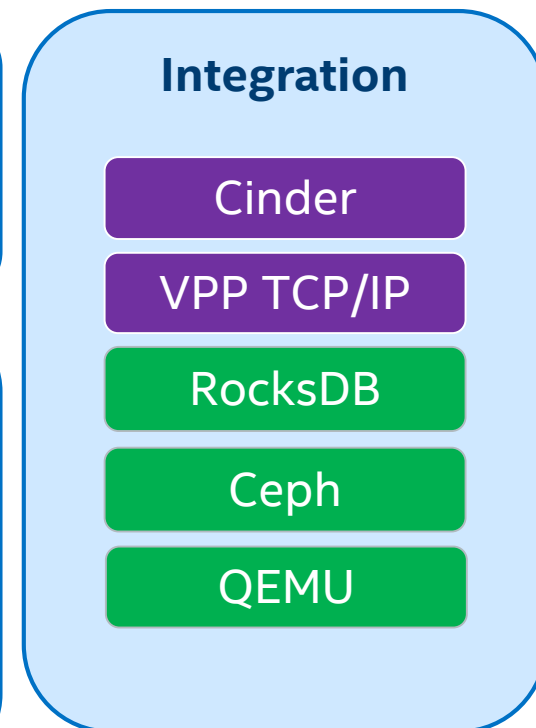 Integration
Cinder
VPP TCP/IP
RocksDB
Ceph
QEMU